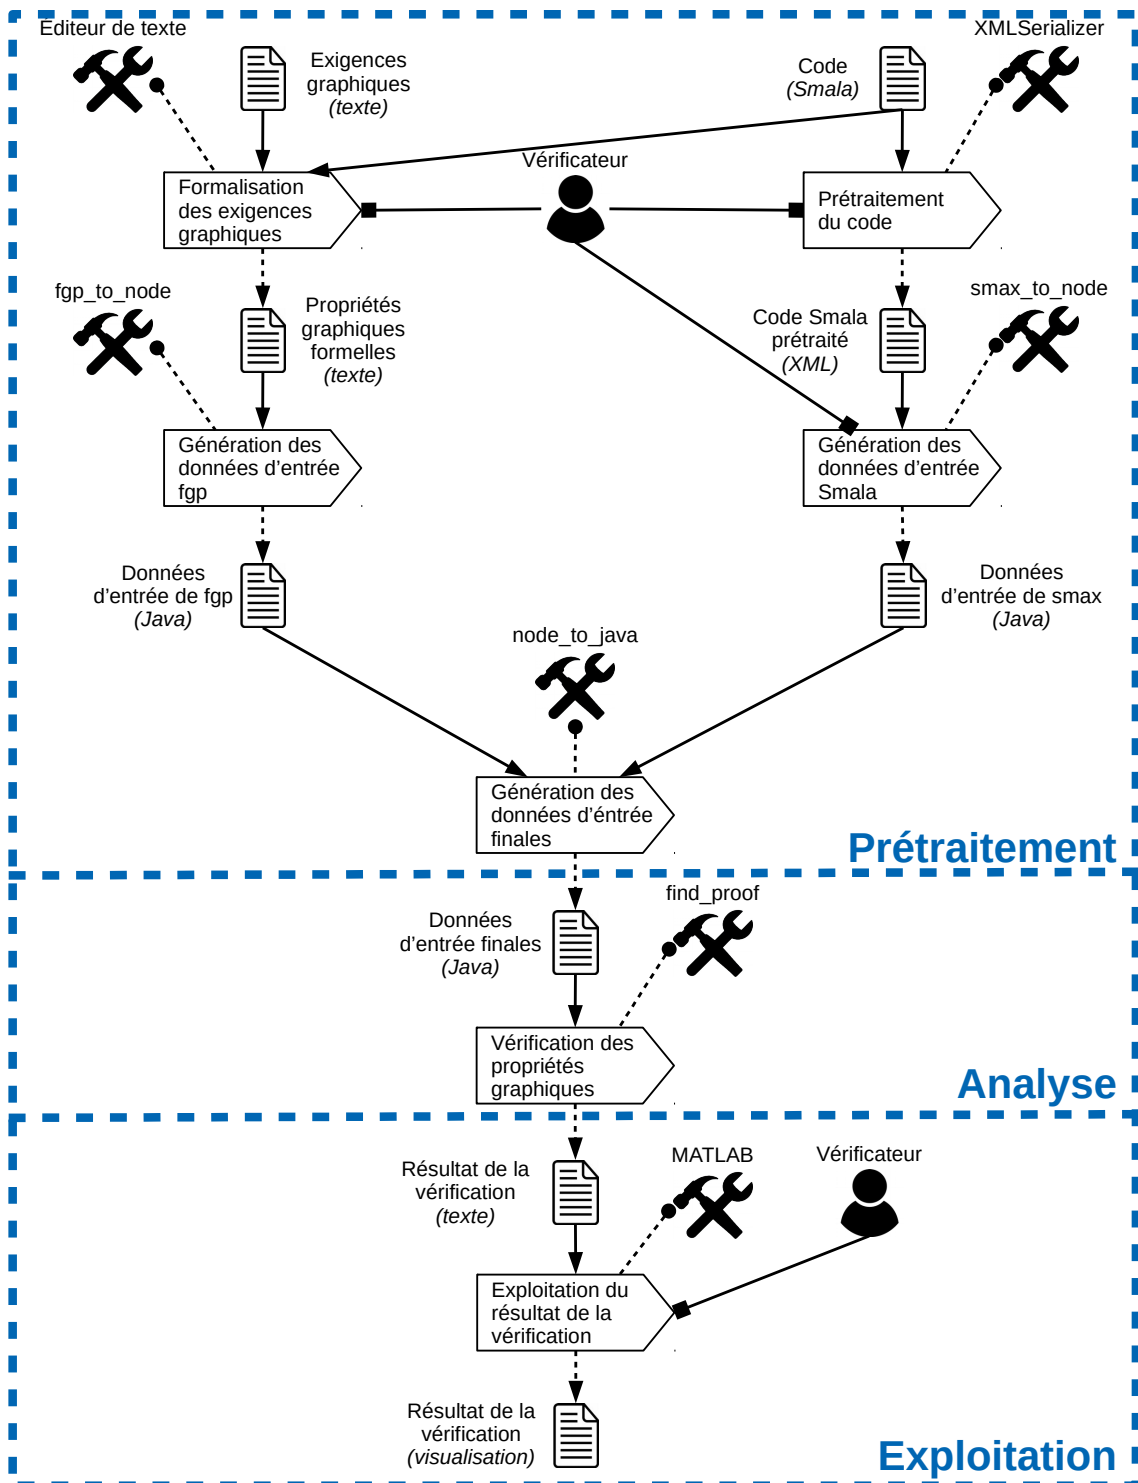 Editeur de texte
Exigences
graphiques
(texte)
Code
(Smala)
XMLSerializer
Vérificateur
Formalisation
des exigences
graphiques
Prétraitement
du code
fgp_to_node
Propriétés
graphiques
formelles
(texte)
Code Smala
prétraité
(XML)
smax_to_node
Génération des
données d'entrée
fgp
Génération des
données d'entrée
Smala
Données
d'entrée de fgp
(Java)
Données
d'entrée de smax
(Java)
node_to_java
Génération des
données d'éntrée
finales
Prétraitement
Données
d'entrée finales
(Java)
find_proof
Vérification des
propriétés
graphiques
Analyse
Résultat de la
vérification
(texte)
MATLAB
Vérificateur
Exploitation du
résultat de la
vérification
Résultat de la
vérification
(visualisation)
Exploitation